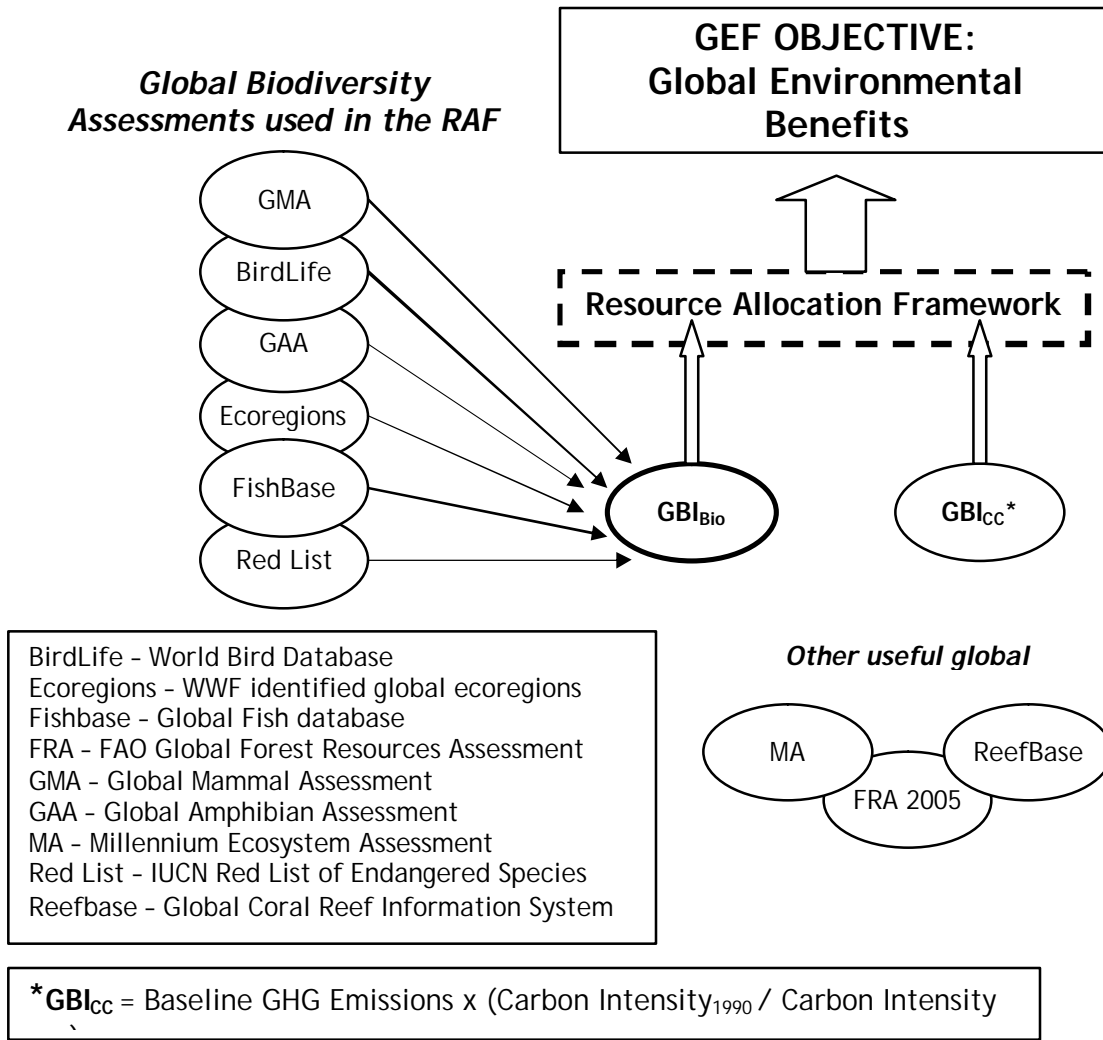 Global Biodiversity
Assessments used in the RAF
GEF OBJECTIVE:
Global Environmental
Benefits
GMA
BirdLife
GAA
Ecoregions
FishBase
Red List
Resource Allocation Framework
GBIBio
GBICC*
BirdLife – World Bird Database
Ecoregions – WWF identified global ecoregions
Fishbase – Global Fish database
FRA – FAO Global Forest Resources Assessment
GMA – Global Mammal Assessment
GAA – Global Amphibian Assessment
MA – Millennium Ecosystem Assessment
Red List – IUCN Red List of Endangered Species
Reefbase – Global Coral Reef Information System
Other useful global
MA
ReefBase
FRA 2005
*GBICC = Baseline GHG Emissions x (Carbon Intensity1990 / Carbon Intensity